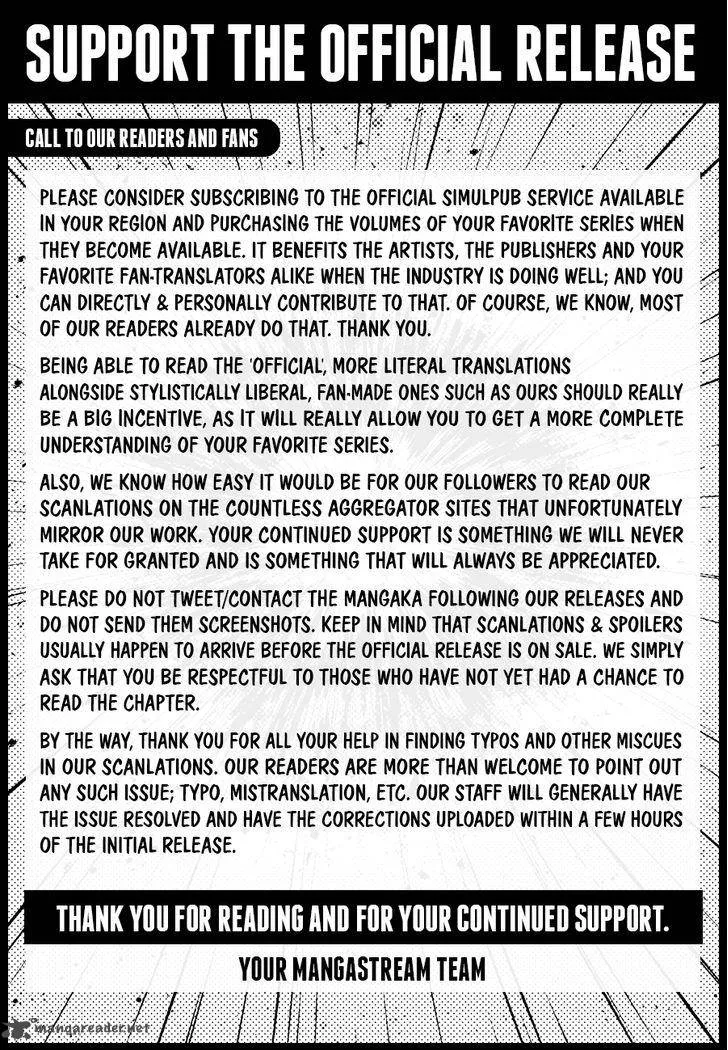 SUPPORT THE OFFICIAL RELEASE
CALL TO OUR READERS AND FANS
PLEASE CONSIDER SUBSCRIBING TO THE OFFICIAL SIMULPUB SERVICE AVAILABLE
IN YOUR REGION AND PURCHASING THE VOLUMES OF YOUR FAVORITE SERIES WHEN
THEY BECOME AVAILABLE. IT BENEFITS THE ARTISTS, THE PUBLISHERS AND YOUR
FAVORITE FAN-TRANSLATORS ALIKE WHEN THE INDUSTRY IS DOING WELL; AND YOU
CAN DIRECTLY & PERSONALLY CONTRIBUTE TO THAT. OF COURSE, WE KNOW, MOST
OF OUR READERS ALREADY DO THAT. THANK YOU.
BEING ABLE TO READ THE 'OFFICIAL', MORE LITERAL TRANSLATIONS
ALONGSIDE STYLISTICALLY LIBERAL, FAN-MADE ONES SUCH AS OURS SHOULD REALLY
BE A BIG INCENTIVE, AS IT WILL REALLY ALLOW YOU TO GET A MORE COMPLETE
UNDERSTANDING OF YOUR FAVORITE SERIES.
ALSO, WE KNOW HOW EASY IT WOULD BE FOR OUR FOLLOWERS TO READ OUR
SCANLATIONS ON THE COUNTLESS AGGREGATOR SITES THAT UNFORTUNATELY
MIRROR OUR WORK. YOUR CONTINUED SUPPORT IS SOMETHING WE WILL NEVER
TAKE FOR GRANTED AND IS SOMETHING THAT WILL ALWAYS BE APPRECIATED.
PLEASE DO NOT TWEET/CONTACT THE MANGAKA FOLLOWING OUR RELEASES AND
DO NOT SEND THEM SCREENSHOTS. KEEP IN MIND THAT SCANLATIONS & SPOILERS
USUALLY HAPPEN TO ARRIVE BEFORE THE OFFICIAL RELEASE IS ON SALE. WE SIMPLY
ASK THAT YOU BE RESPECTFUL TO THOSE WHO HAVE NOT YET HAD A CHANCE TO
READ THE CHAPTER.
BY THE WAY, THANK YOU FOR ALL YOUR HELP IN FINDING TYPOS AND OTHER MISCUES
IN OUR SCANLATIONS. OUR READERS ARE MORE THAN WELCOME TO POINT OUT
ANY SUCH ISSUE; TYPO, MISTRANSLATION, ETC. OUR STAFF WILL GENERALLY HAVE
THE ISSUE RESOLVED AND HAVE THE CORRECTIONS UPLOADED WITHIN A FEW HOURS
OF THE INITIAL RELEASE.
THANK YOU FOR READING AND FOR YOUR CONTINUED SUPPORT.
YOUR MANGASTREAM TEAM
mangareader.net